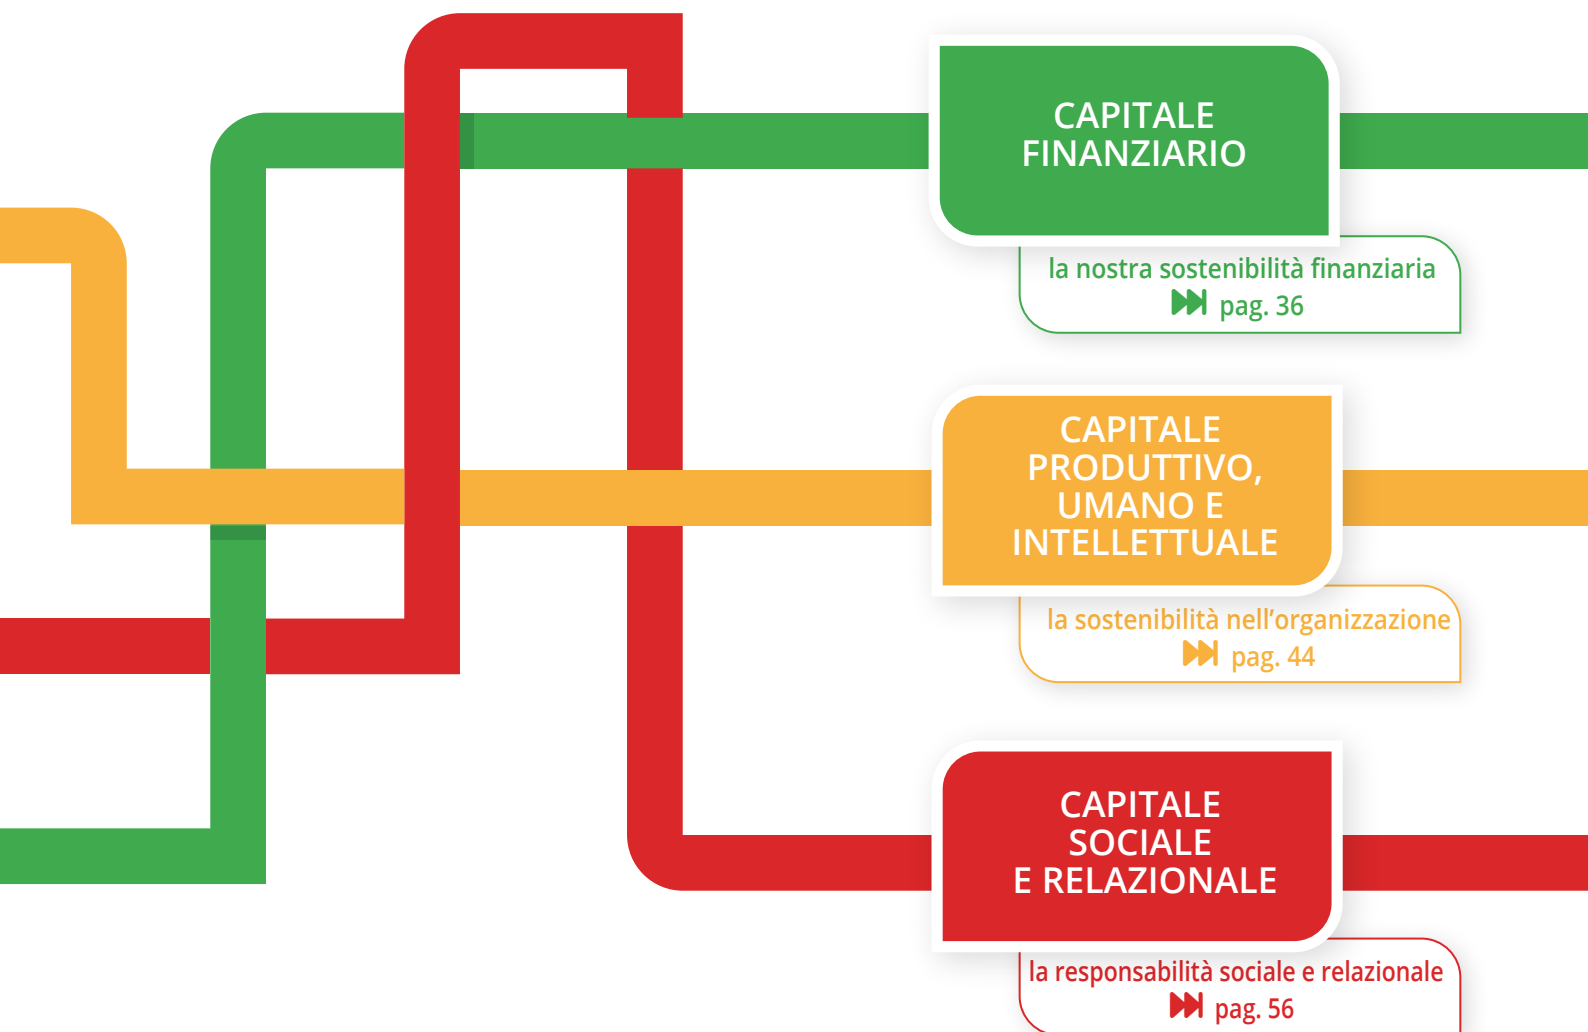 CAPITALE
FINANZIARIO
la nostra sostenibilità finanziaria
pag. 36
CAPITALE
PRODUTTIVO,
UMANO E
INTELLETTUALE
la sostenibilità nell’organizzazione
pag. 44
CAPITALE
SOCIALE
E RELAZIONALE
la responsabilità sociale e relazionale
pag. 56